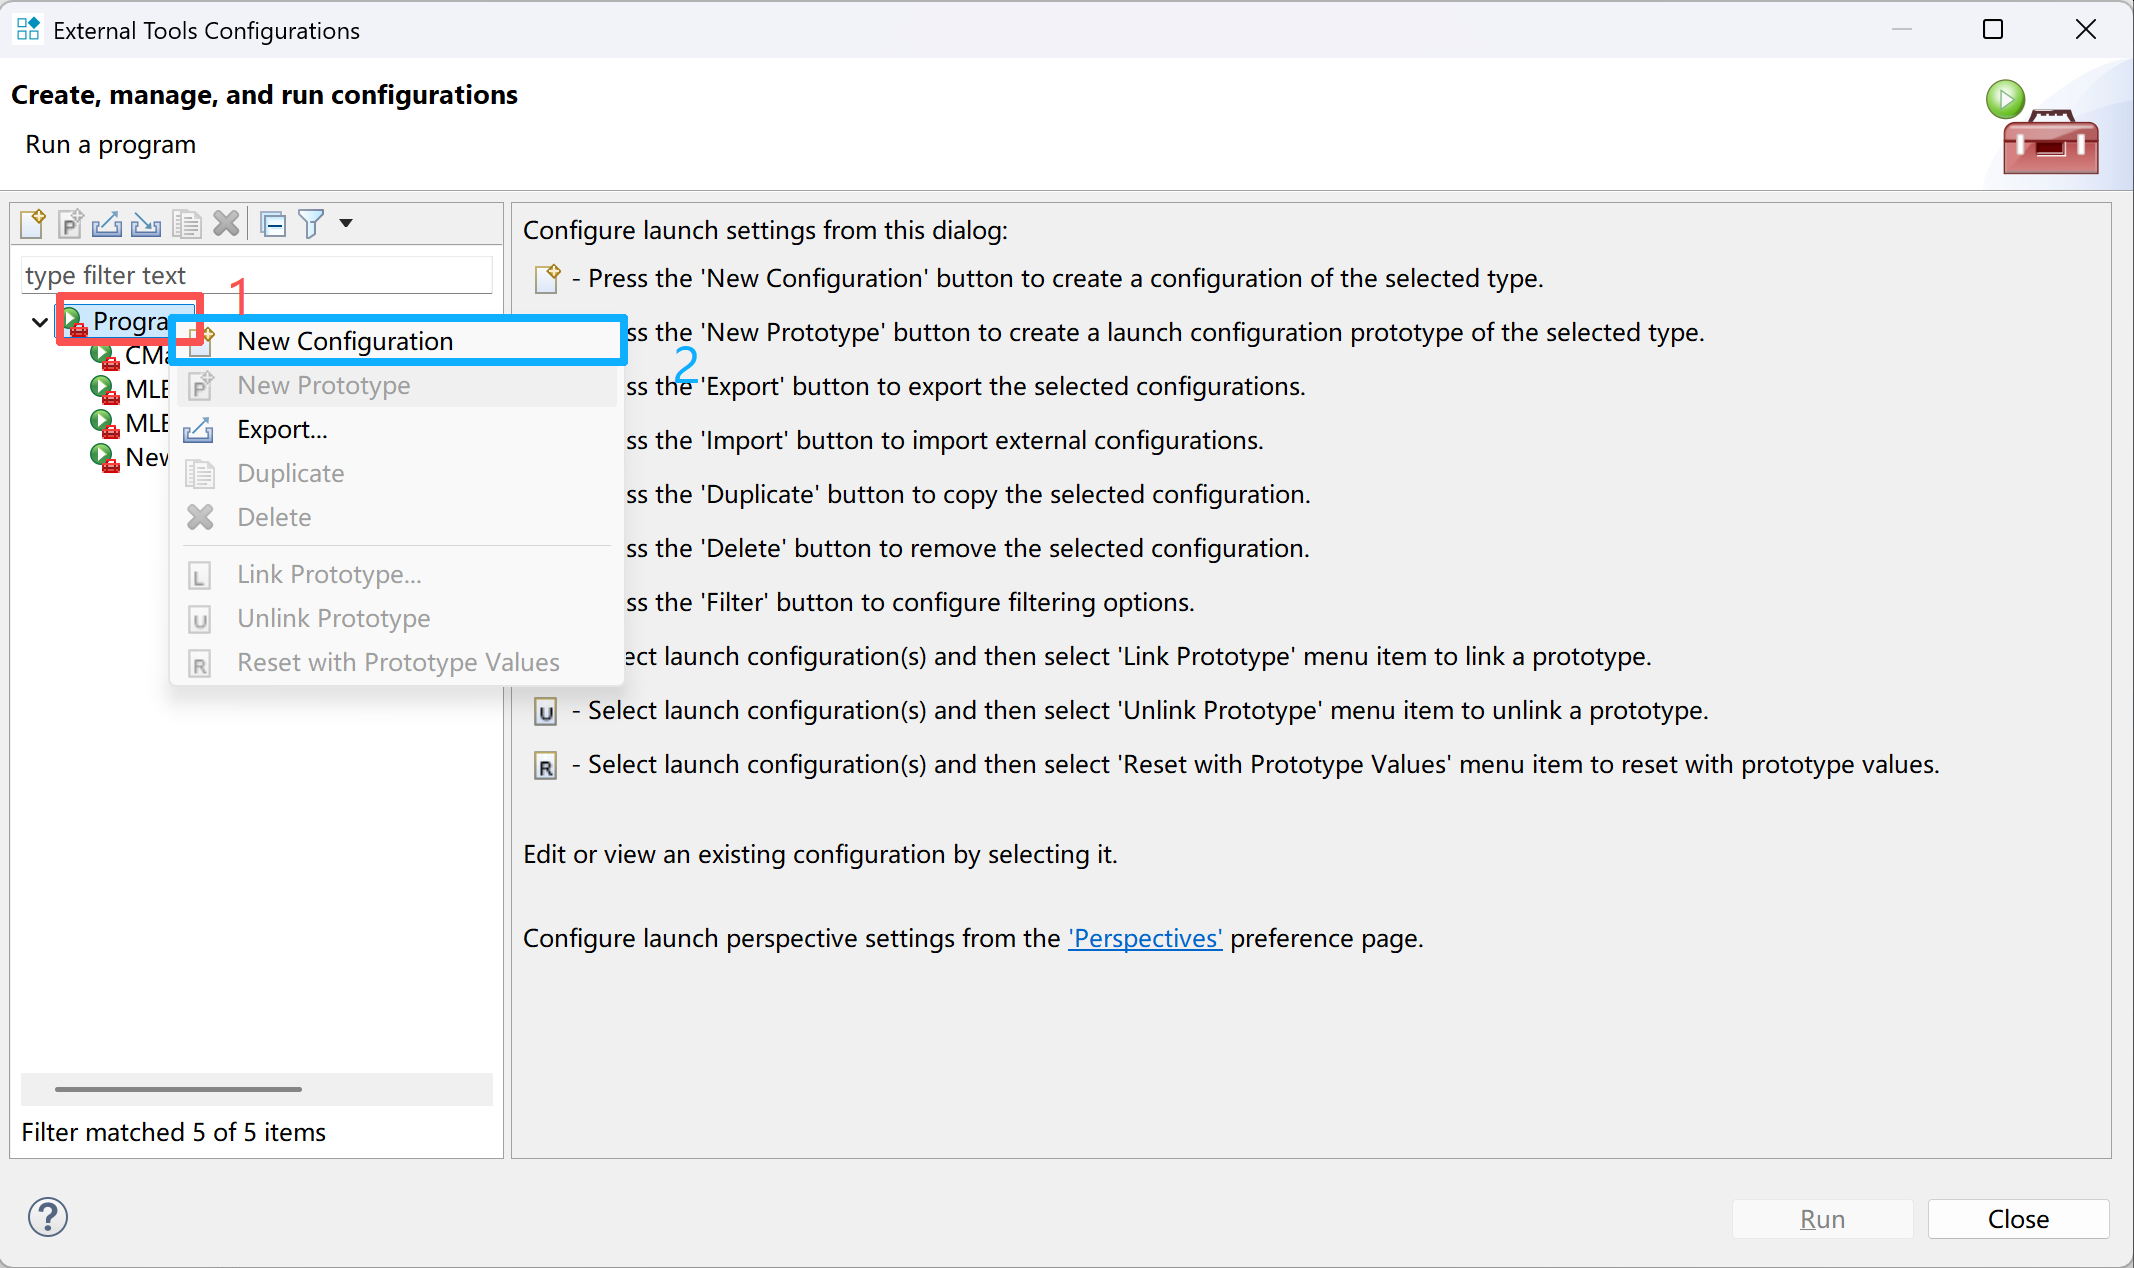 External Tools Configurations
Create, manage, and run configurations
Run a program
type filter text
1
Progra
CMa
MLE
MLE
New
New Configuration
2
New Prototype
Export...
Duplicate
Delete
Link Prototype...
Unlink Prototype
Reset with Prototype Values
Filter matched 5 of 5 items
Configure launch settings from this dialog:
- Press the 'New Configuration' button to create a configuration of the selected type.
ss the 'New Prototype' button to create a launch configuration prototype of the selected type.
ss the 'Export' button to export the selected configurations.
ss the 'Import' button to import external configurations.
ss the 'Duplicate' button to copy the selected configuration.
ss the 'Delete' button to remove the selected configuration.
ss the 'Filter' button to configure filtering options.
ect launch configuration(s) and then select 'Link Prototype' menu item to link a prototype.
- Select launch configuration(s) and then select 'Unlink Prototype' menu item to unlink a prototype.
- Select launch configuration(s) and then select 'Reset with Prototype Values' menu item to reset with prototype values.
Edit or view an existing configuration by selecting it.
Configure launch perspective settings from the 'Perspectives' preference page.
Run
Close